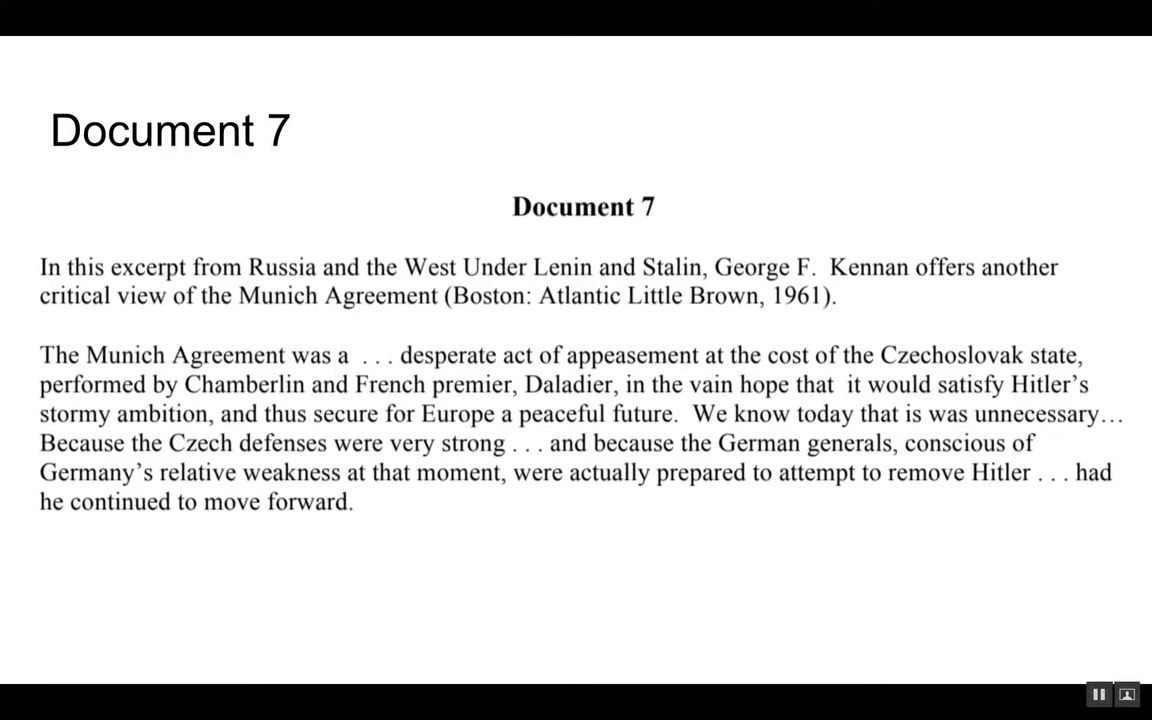 Document 7
Document 7
In this excerpt from Russia and the West Under Lenin and Stalin, George F.  Kennan offers another
critical view of the Munich Agreement (Boston: Atlantic Little Brown, 1961).
The Munich Agreement was a  . . . desperate act of appeasement at the cost of the Czechoslovak state,
performed by Chamberlin and French premier, Daladier, in the vain hope that  it would satisfy Hitler's
stormy ambition, and thus secure for Europe a peaceful future.  We know today that is was unnecessary…
Because the Czech defenses were very strong . . . and because the German generals, conscious of
Germany's relative weakness at that moment, were actually prepared to attempt to remove Hitler . . . had
he continued to move forward.